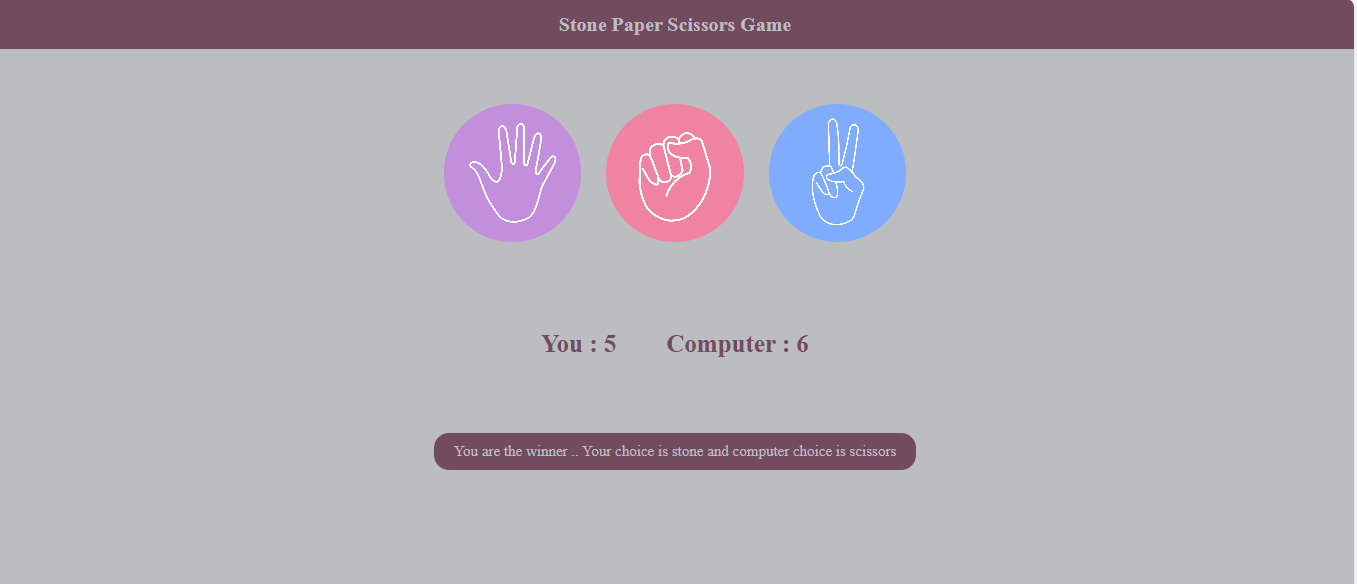 Stone Paper Scissors Game
You : 5 Computer : 6
You are the winner .. Your choice is stone and computer choice is scissors